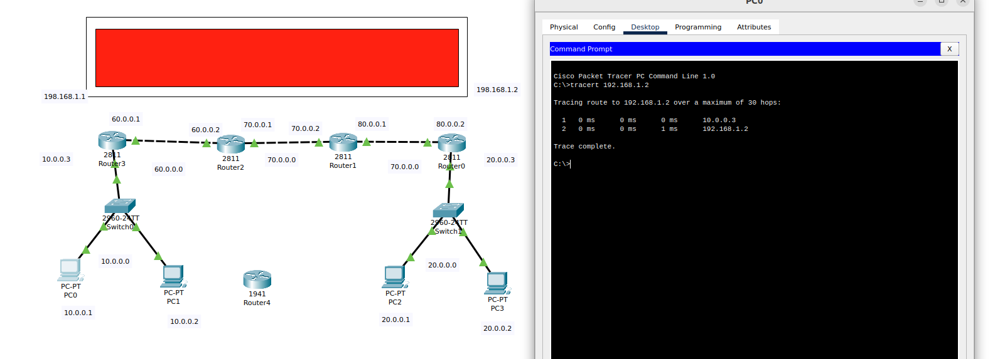 198.168.1.1
198.168.1.2
60.0.0.1
60.0.0.2
70.0.0.1
70.0.0.2
80.0.0.1
80.0.0.2
10.0.0.3
2811
Router3
60.0.0.0
2811
Router2
70.0.0.0
2811
Router1
70.0.0.0
2811
Router0
20.0.0.3
2960-24TT
Switch0
2960-24TT
Switch1
10.0.0.0
20.0.0.0
PC-PT
PC0
10.0.0.1
PC-PT
PC1
10.0.0.2
1941
Router4
PC-PT
PC2
20.0.0.1
PC-PT
PC3
20.0.0.2
PC0
Physical Config Desktop Programming Attributes
Command Prompt X
Cisco Packet Tracer PC Command Line 1.0
C:\>tracert 192.168.1.2
Tracing route to 192.168.1.2 over a maximum of 30 hops:
1 0 ms 0 ms 0 ms 10.0.0.3
2 0 ms 0 ms 1 ms 192.168.1.2
Trace complete.
C:\>